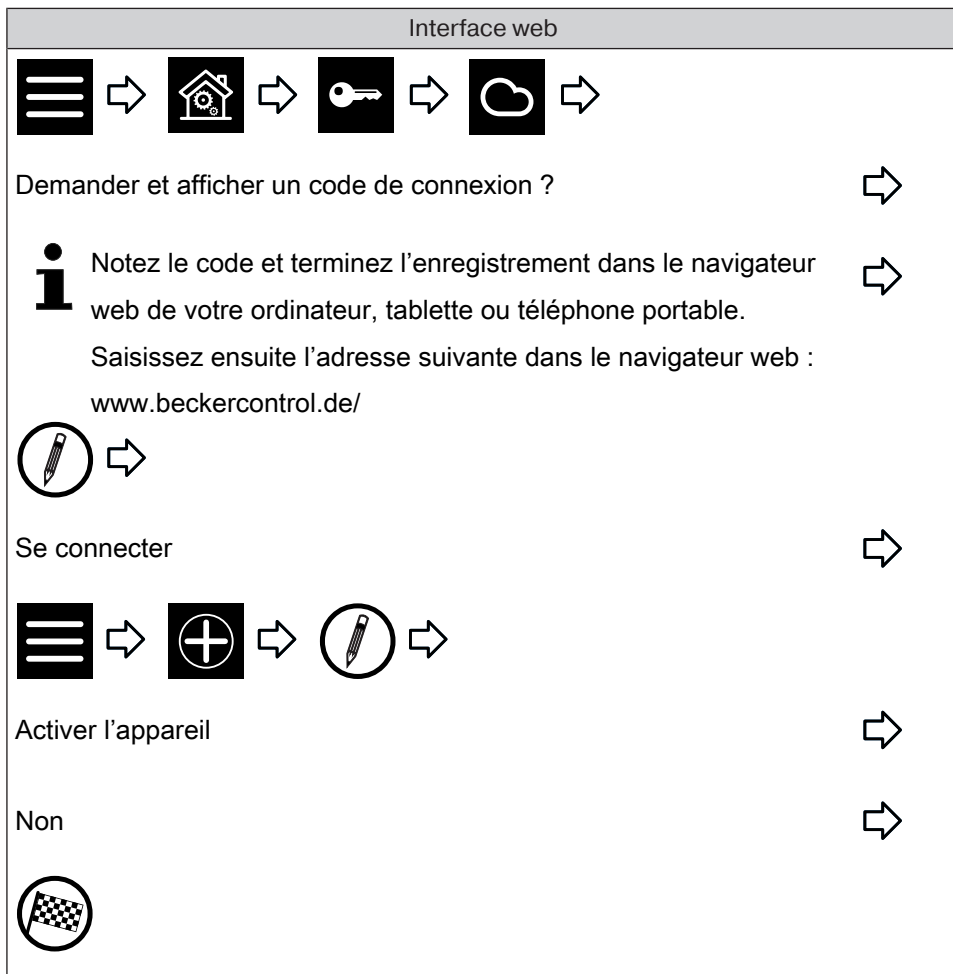 Interface web
Demander et afficher un code de connexion ?
Notez le code et terminez l’enregistrement dans le navigateur
web de votre ordinateur, tablette ou téléphone portable.
Saisissez ensuite l’adresse suivante dans le navigateur web :
www.beckercontrol.de/
Se connecter
Activer l’appareil
Non